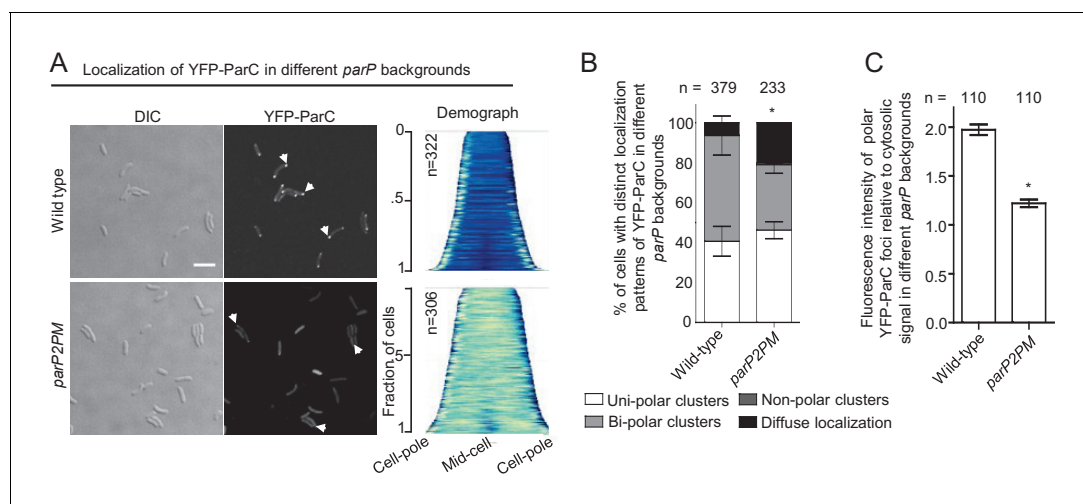 A
Localization of YFP-ParC in different parP backgrounds
DIC
YFP-ParC
Demograph
Wild type
parP2PM
n=322
n=306
0
.5
1
.5
1
Fraction of cells
Cell-pole
Mid-cell
Cell-pole
B
n = 379 233
*
% of cells with distinct localization
patterns of YFP-ParC in different
parP backgrounds
100
80
60
40
20
0
Wild-type
parP2PM
Uni-polar clusters
Non-polar clusters
Bi-polar clusters
Diffuse localization
C
n = 110 110
*
Fluorescence intensity of polar
YFP-ParC foci relative to cytosolic
signal in different parP backgrounds
2.0
1.5
1.0
2.0
0.0
Wild-type
parP2PM